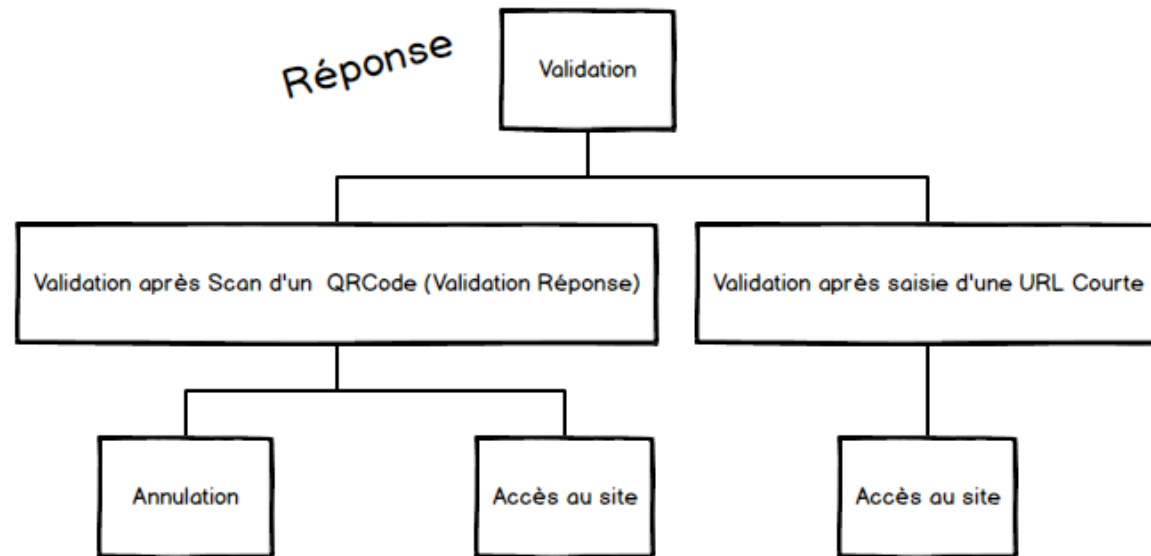 Réponse
Validation
Validation après Scan d'un QRCode (Validation Réponse)
Validation après saisie d'une URL Courte
Annulation
Accès au site
Accès au site